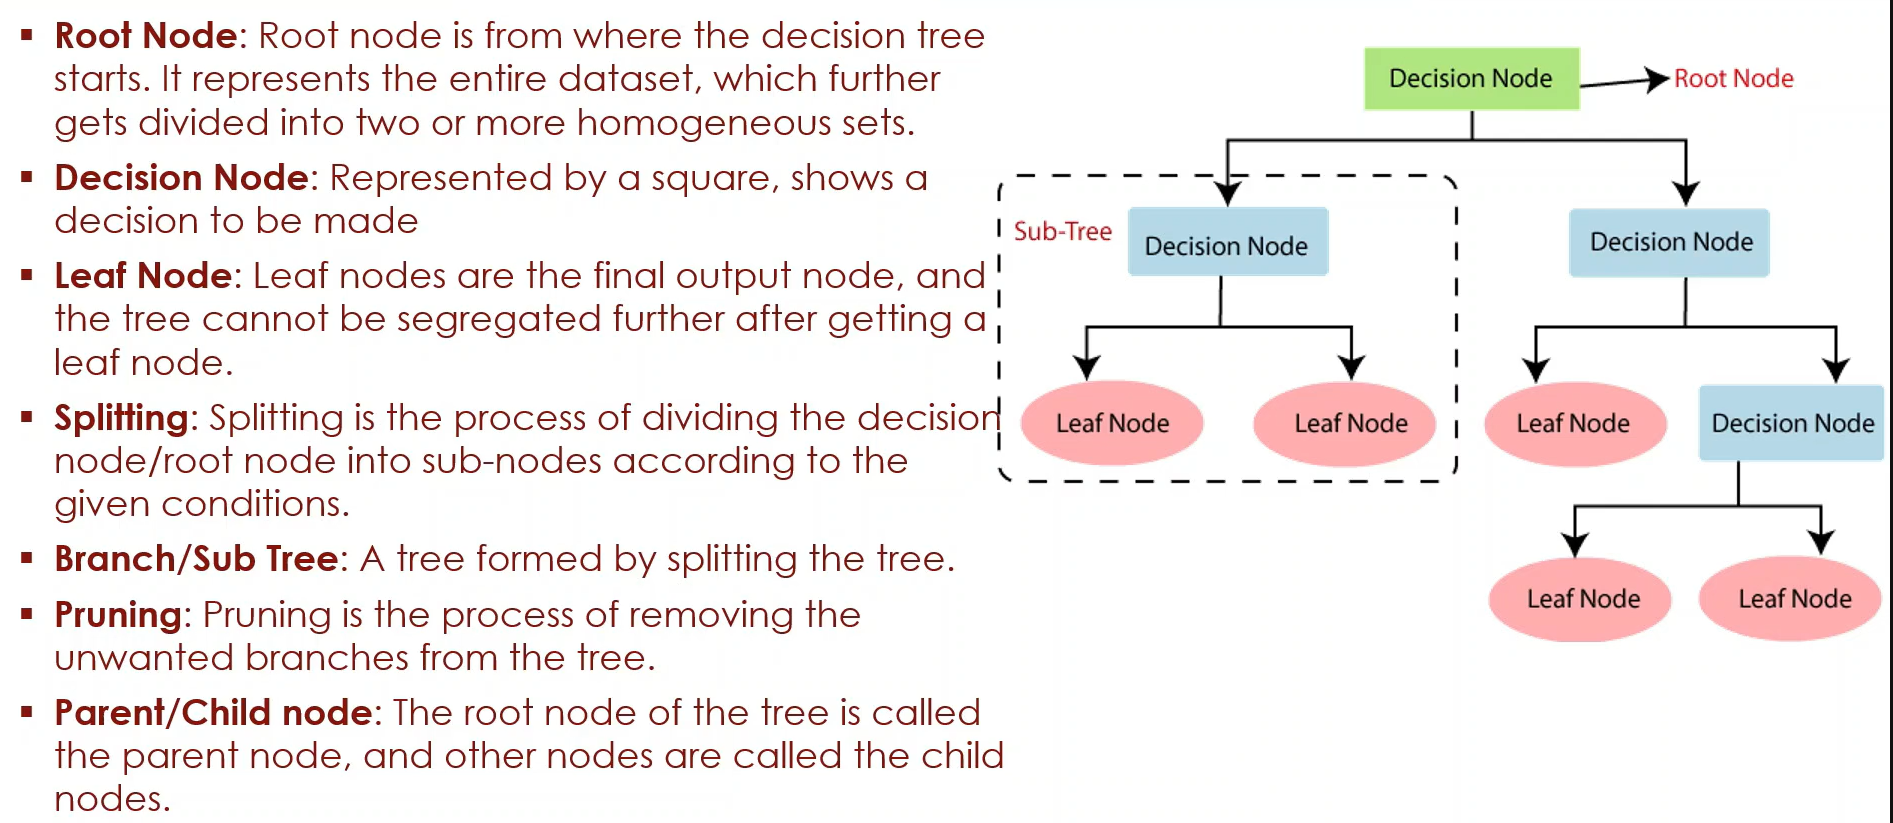 ▪ Root Node: Root node is from where the decision tree
starts. It represents the entire dataset, which further
gets divided into two or more homogeneous sets.
▪ Decision Node: Represented by a square, shows a
decision to be made
▪ Leaf Node: Leaf nodes are the final output node, and
the tree cannot be segregated further after getting a
leaf node.
▪ Splitting: Splitting is the process of dividing the decision
node/root node into sub-nodes according to the
given conditions.
▪ Branch/Sub Tree: A tree formed by splitting the tree.
▪ Pruning: Pruning is the process of removing the
unwanted branches from the tree.
▪ Parent/Child node: The root node of the tree is called
the parent node, and other nodes are called the child
nodes.
Decision Node
Root Node
Sub-Tree
Decision Node
Decision Node
Leaf Node
Leaf Node
Leaf Node
Decision Node
Leaf Node
Leaf Node